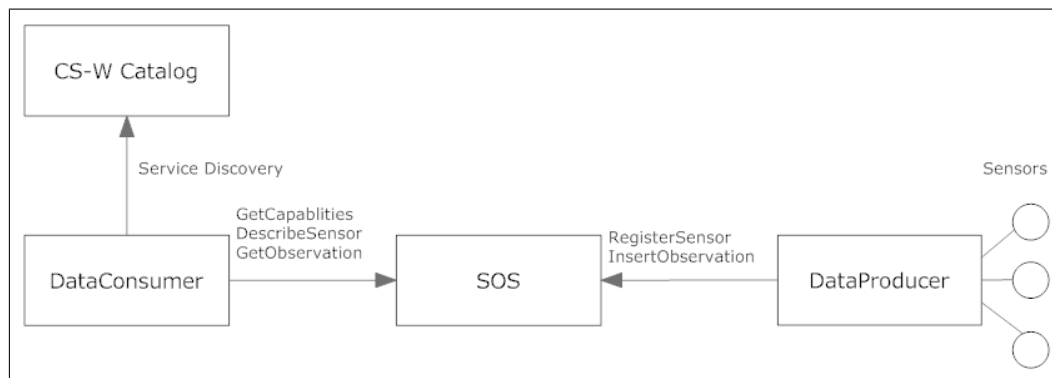 CS-W Catalog
Service Discovery
Sensors
GetCapablities
DescribeSensor
GetObservation
RegisterSensor
InsertObservation
DataConsumer
SOS
DataProducer